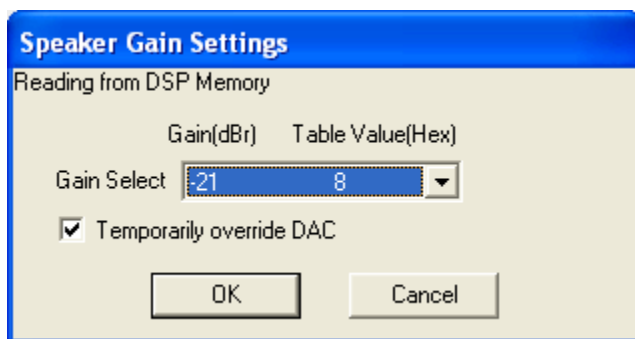 Speaker Gain Settings
Reading from DSP Memory
Gain(dBr) Table Value(Hex)
Gain Select -21 8
Temporarily override DAC
OK Cancel